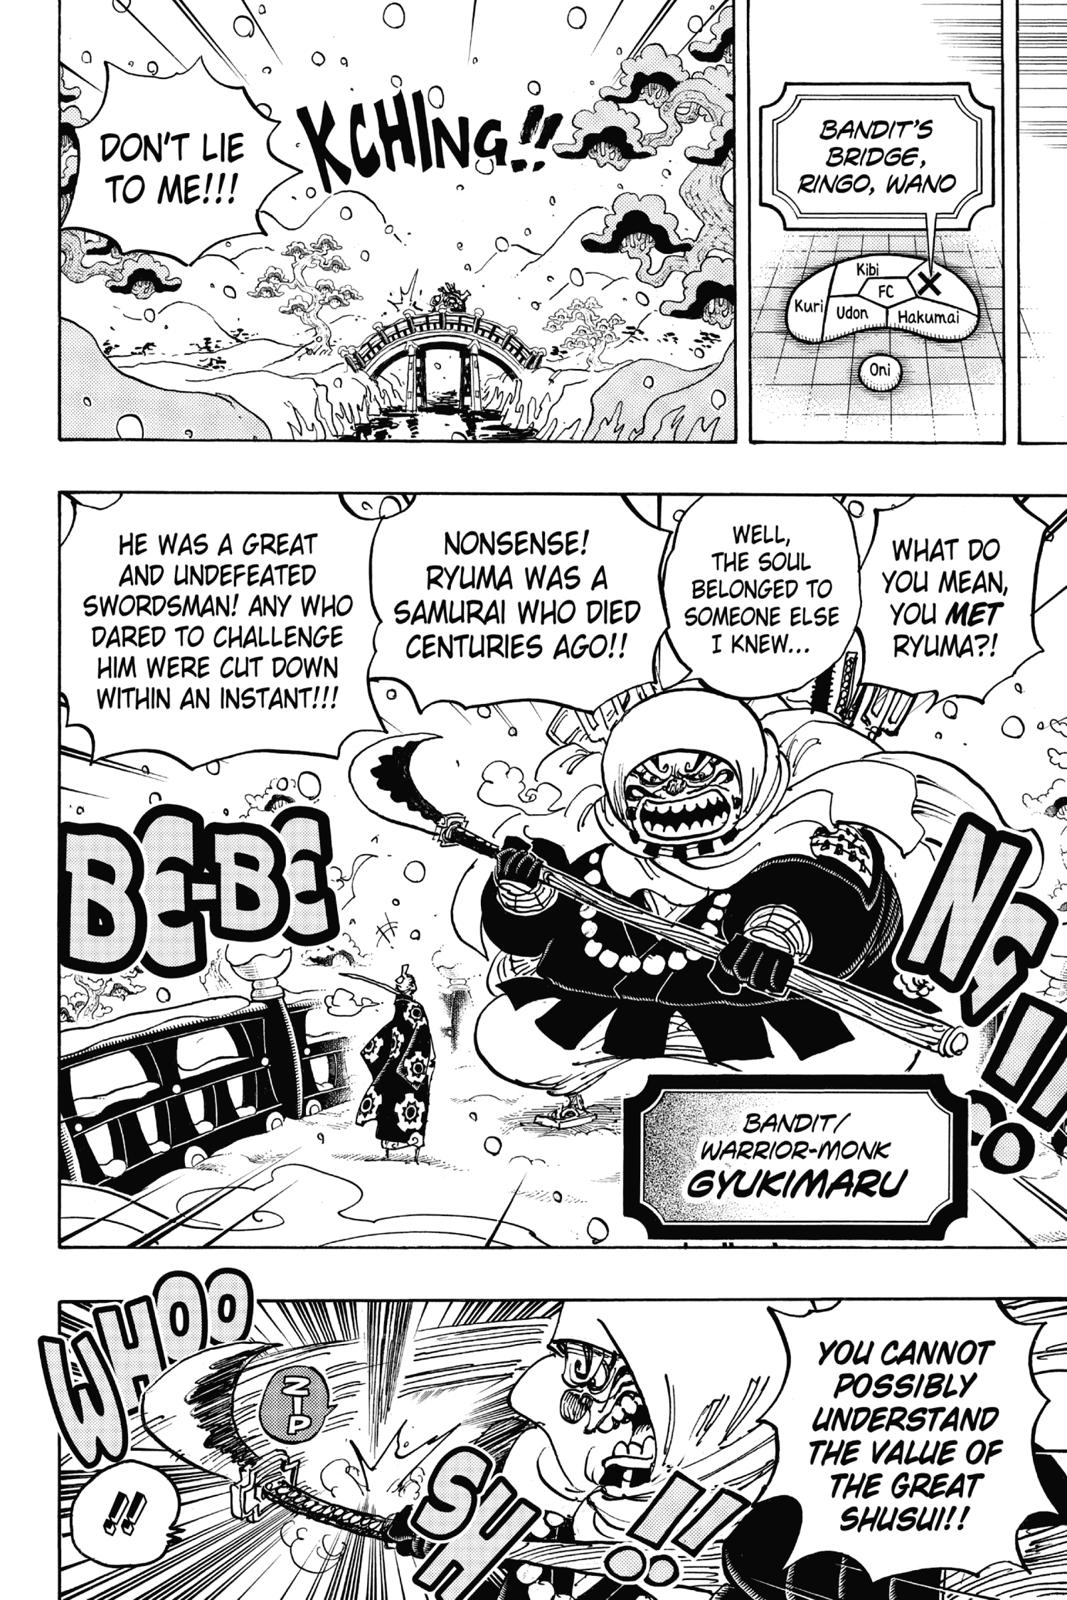 BANDIT'S
BRIDGE,
RINGO, WANO
Kibi
FC
Kuri
Udon
Hakumai
Oni
KCHING!!
DON'T LIE
TO ME!!!
WHAT DO
YOU MEAN,
YOU MET
RYUMA?!
WELL,
THE SOUL
BELONGED TO
SOMEONE ELSE
I KNEW...
NONSENSE!
RYUMA WAS A
SAMURAI WHO DIED
CENTURIES AGO!!
HE WAS A GREAT
AND UNDEFEATED
SWORDSMAN! ANY WHO
DARED TO CHALLENGE
HIM WERE CUT DOWN
WITHIN AN INSTANT!!!
BE-BE
NG!!
BANDIT/
WARRIOR-MONK
GYUKIMARU
YOU CANNOT
POSSIBLY
UNDERSTAND
THE VALUE OF
THE GREAT
SHUSUI!!
WHOO
ZIP
SHH!!
!!